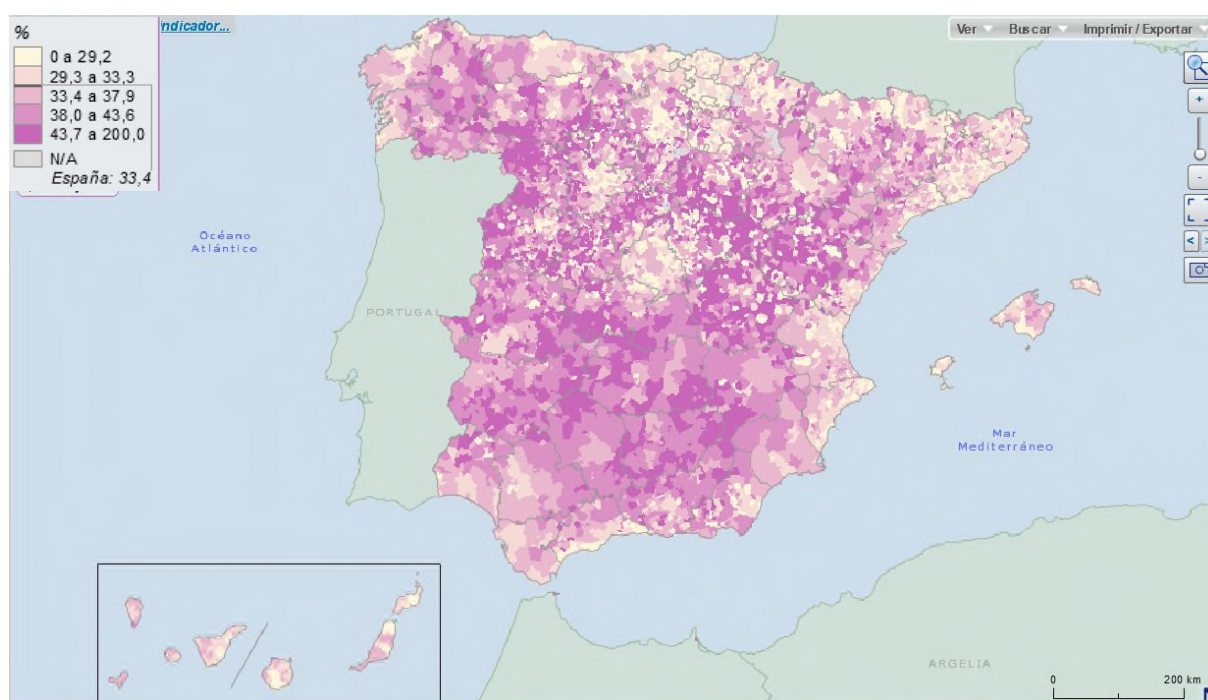 %
indicador...
0 a 29,2
29,3 a 33,3
33,4 a 37,9
38,0 a 43,6
43,7 a 200,0
N/A
España: 33,4
Ver Buscar Imprimir / Exportar
+
-
< >
Océano
Atlántico
PORTUGAL
Mar
Mediterráneo
ARGELIA
0 200 km